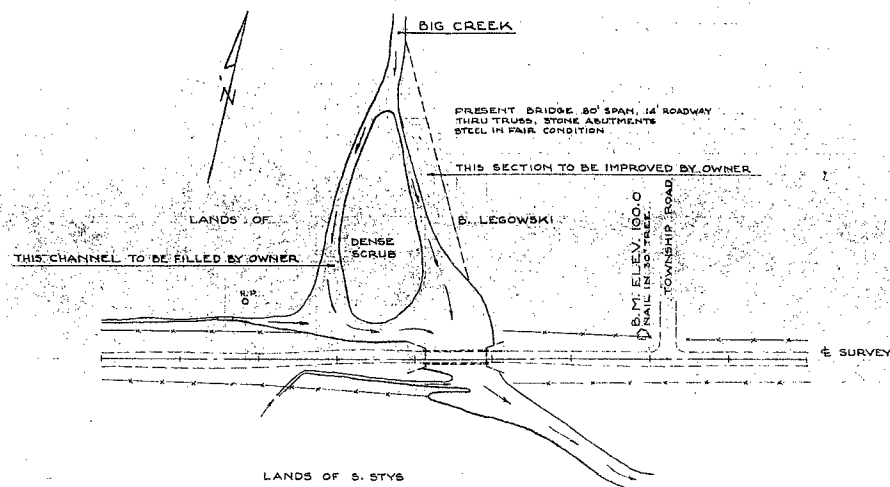 BIG CREEK
N
PRESENT BRIDGE 80' SPAN, 14' ROADWAY
THRU TRUSS, STONE ABUTMENTS
STEEL IN FAIR CONDITION
THIS SECTION TO BE IMPROVED BY OWNER
LANDS OF B. LEGOWSKI
DENSE
SCRUB
THIS CHANNEL TO BE FILLED BY OWNER
H.P.
B.M. ELEV. 100.0
NAIL IN 30" TREE
TOWNSHIP ROAD
℄ SURVEY
LANDS OF S. STYS